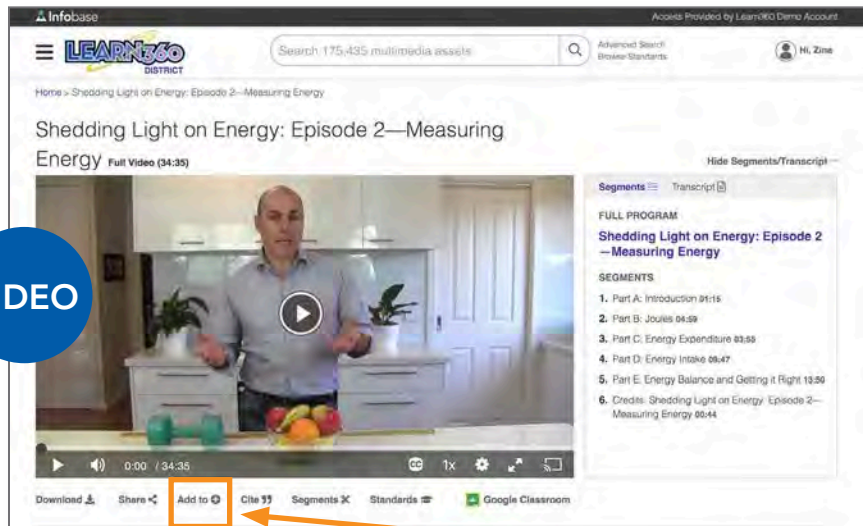 Infobase
Access Provided by Learn360 Demo Account
LEARN360
DISTRICT
Search 175,435 multimedia assets
Advanced Search
Browse Standards
Hi, Zine
Home > Shedding Light on Energy: Episode 2—Measuring Energy
Shedding Light on Energy: Episode 2—Measuring
Energy Full Video (34:35)
Hide Segments/Transcript
DEO
Segments
Transcript
FULL PROGRAM
Shedding Light on Energy: Episode 2
—Measuring Energy
SEGMENTS
1. Part A: Introduction 01:15
2. Part B: Joules 04:59
3. Part C: Energy Expenditure 03:55
4. Part D: Energy Intake 09:47
5. Part E: Energy Balance and Getting it Right 13:50
6. Credits: Shedding Light on Energy: Episode 2—
Measuring Energy 00:44
0:00 / 34:35
CC
1x
Download
Share
Add to
Cite
Segments
Standards
Google Classroom